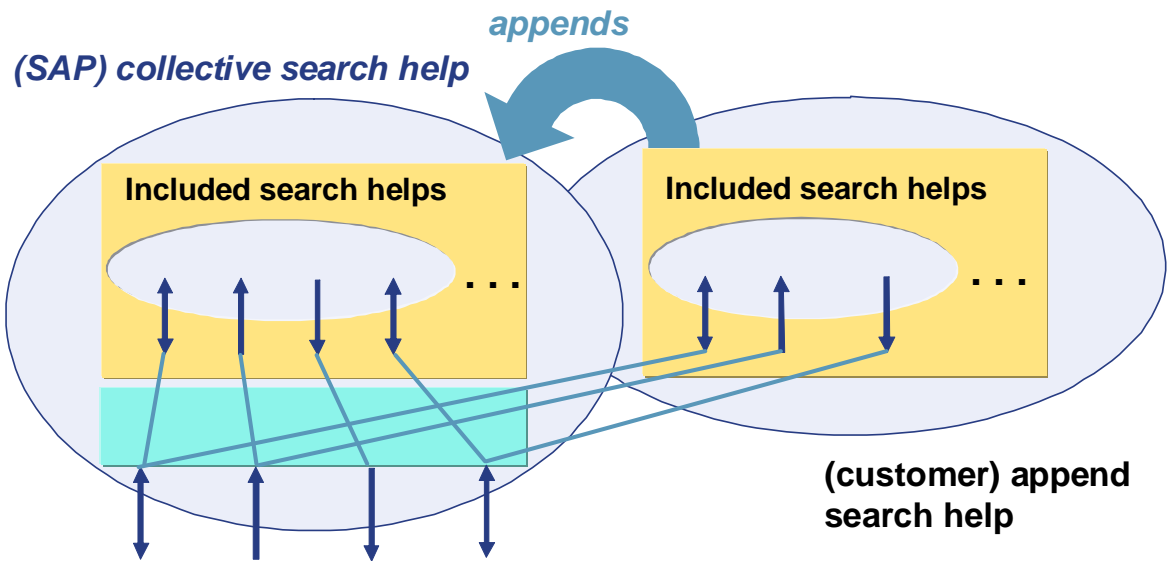 appends
(SAP) collective search help
Included search helps
Included search helps
. . .
. . .
(customer) append
search help